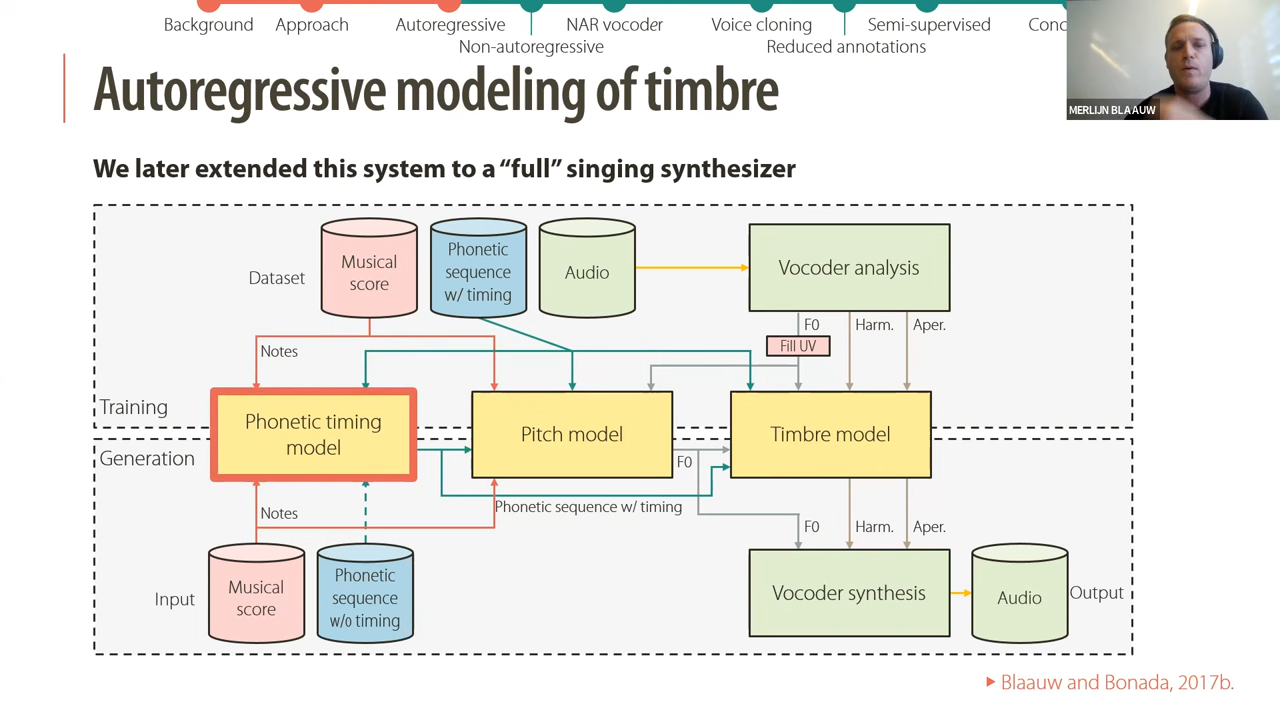 Background
Approach
Autoregressive
Non-autoregressive
NAR vocoder
Voice cloning
Reduced annotations
Semi-supervised
Conc
MERLIJN BLAAUW
Autoregressive modeling of timbre
We later extended this system to a “full” singing synthesizer
Dataset
Musical
score
Phonetic
sequence
w/ timing
Audio
Vocoder analysis
F0
Harm.
Aper.
Fill UV
Notes
Training
Phonetic timing
model
Pitch model
Timbre model
Generation
F0
Phonetic sequence w/ timing
Notes
F0
Harm.
Aper.
Input
Musical
score
Phonetic
sequence
w/o timing
Vocoder synthesis
Audio
Output
Blaauw and Bonada, 2017b.